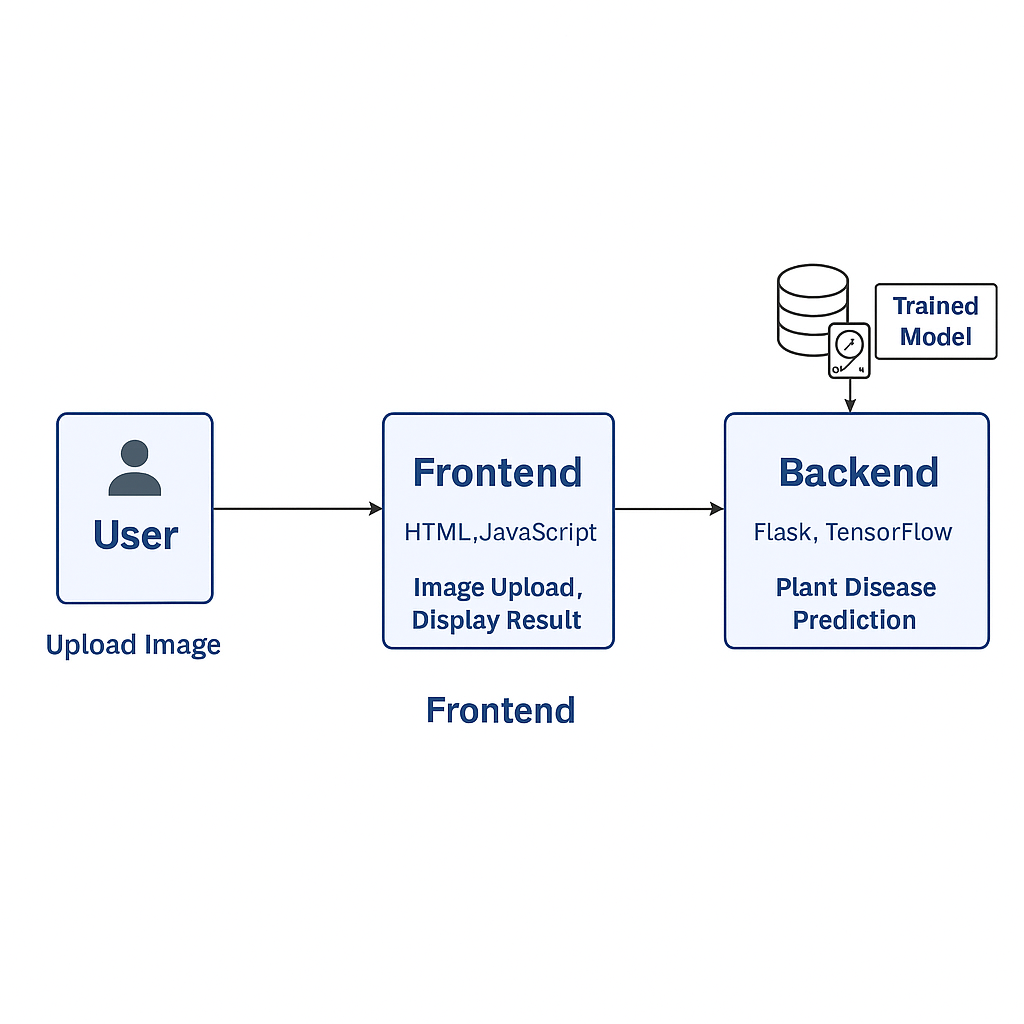 Trained
Model
User
Upload Image
Frontend
HTML,JavaScript
Image Upload,
Display Result
Frontend
Backend
Flask, TensorFlow
Plant Disease
Prediction